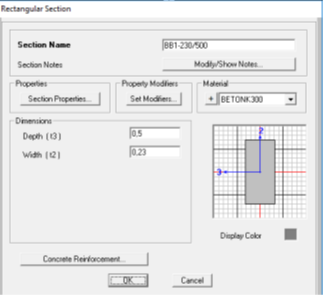 Rectangular Section
Section Name BB1-230/500
Section Notes Modify/Show Notes...
Properties Property Modifiers Material
Section Properties... Set Modifiers... + BETONK300
Dimensions
Depth ( t3 ) 0,5
Width ( t2 ) 0,23
2
3
Display Color
Concrete Reinforcement...
OK Cancel